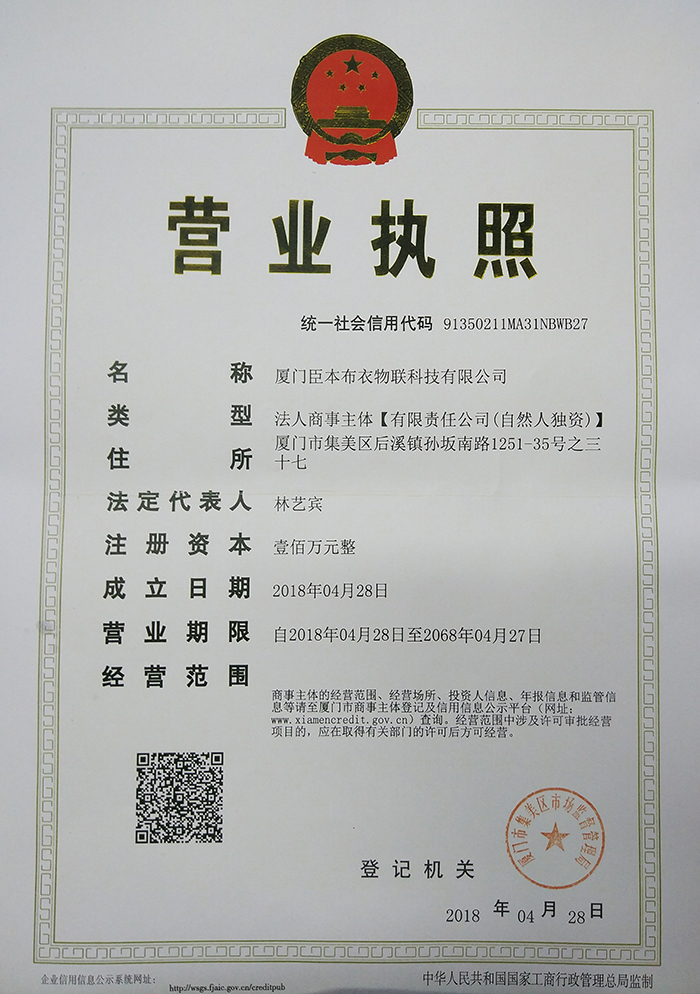 营业执照
统一社会信用代码 91350211MA31NBWB27
名称 厦门臣本布衣物联科技有限公司
类型 法人商事主体【有限责任公司(自然人独资)】
住所 厦门市集美区后溪镇孙坂南路1251-35号之三
十七
法定代表人 林艺宾
注册资本 壹佰万元整
成立日期 2018年04月28日
营业期限 自2018年04月28日至2068年04月27日
经营范围
商事主体的经营范围、经营场所、投资人信息、年报信息和监管信
息等请至厦门市商事主体登记及信用信息公示平台（网址：
www.xiamencredit.gov.cn）查询。经营范围中涉及许可审批经营
项目的，应在取得有关部门的许可后方可经营。
厦门市集美区市场监督管理局
登记机关
2018 年 04 月 28 日
企业信用信息公示系统网址： http://wsgs.fjaic.gov.cn/creditpub
中华人民共和国国家工商行政管理总局监制